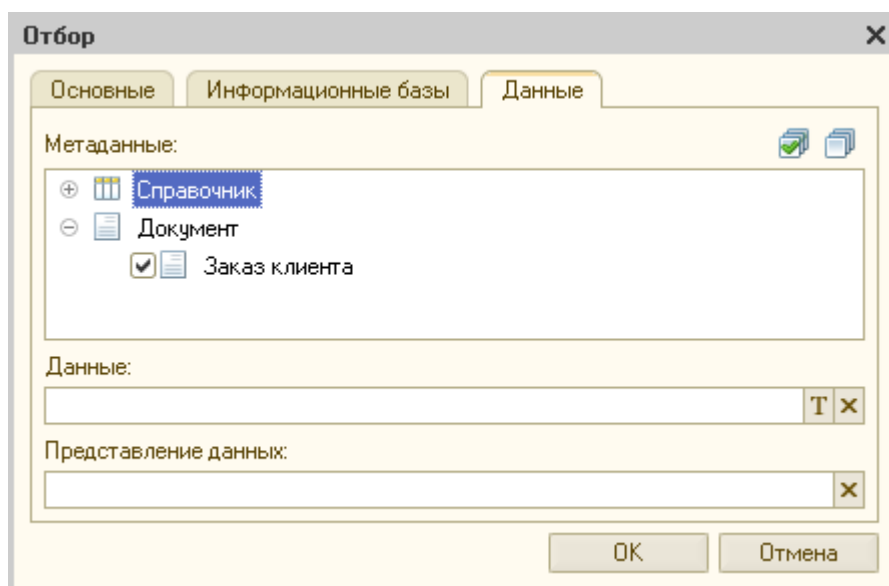 Отбор
Основные Информационные базы Данные
Метаданные:
Справочник
Документ
Заказ клиента
Данные:
T
Представление данных:
OK Отмена